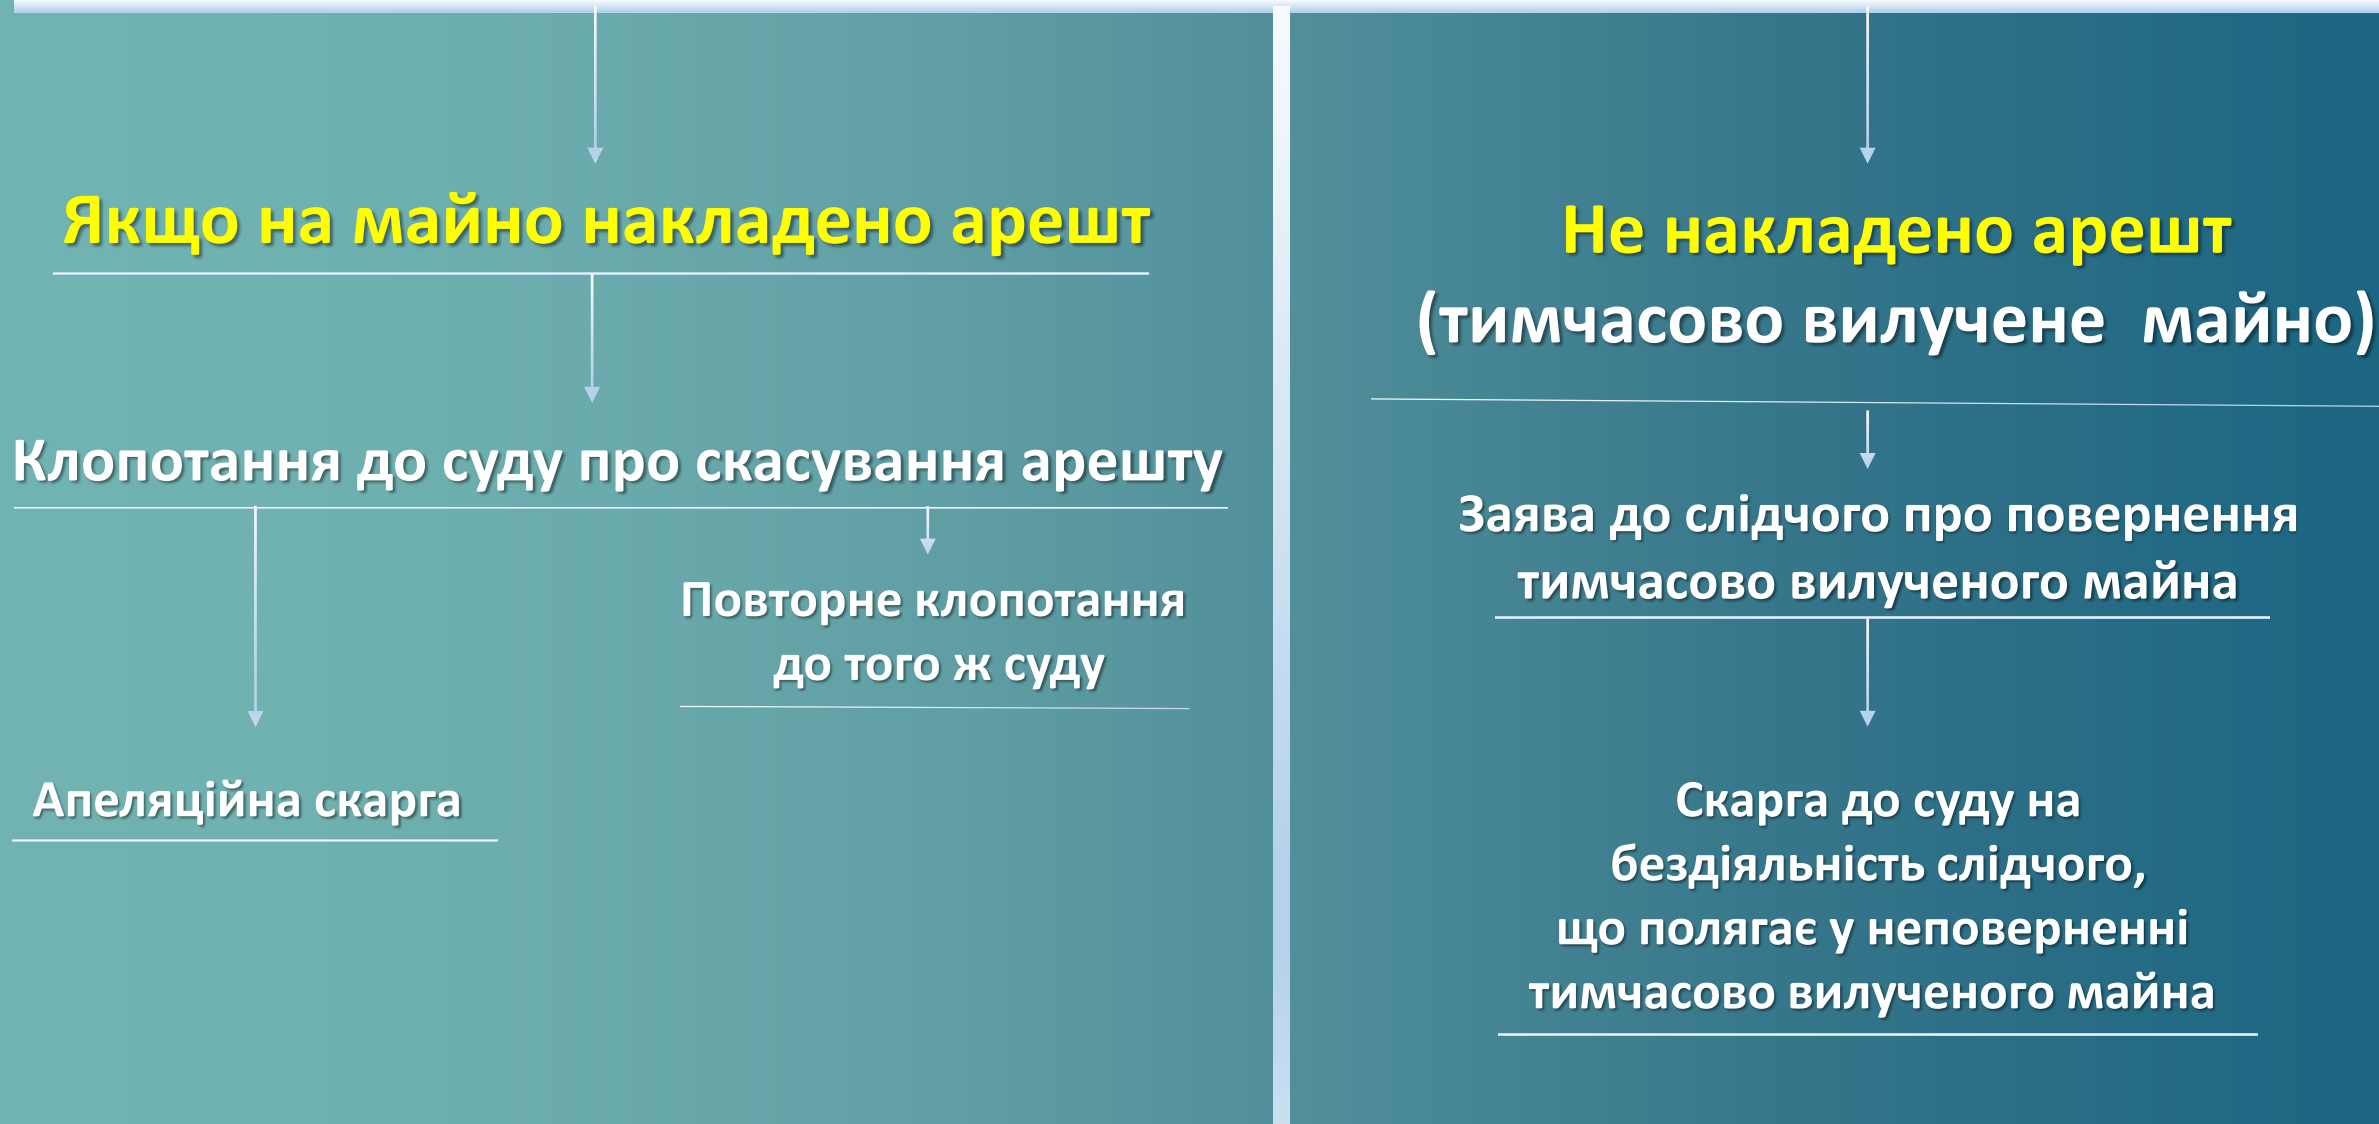 Якщо на майно накладено арешт
Клопотання до суду про скасування арешту
Повторне клопотання
до того ж суду
Апеляційна скарга
Не накладено арешт
(тимчасово вилучене  майно)
Заява до слідчого про повернення
тимчасово вилученого майна
Скарга до суду на
бездіяльність слідчого,
що полягає у неповерненні
тимчасово вилученого майна